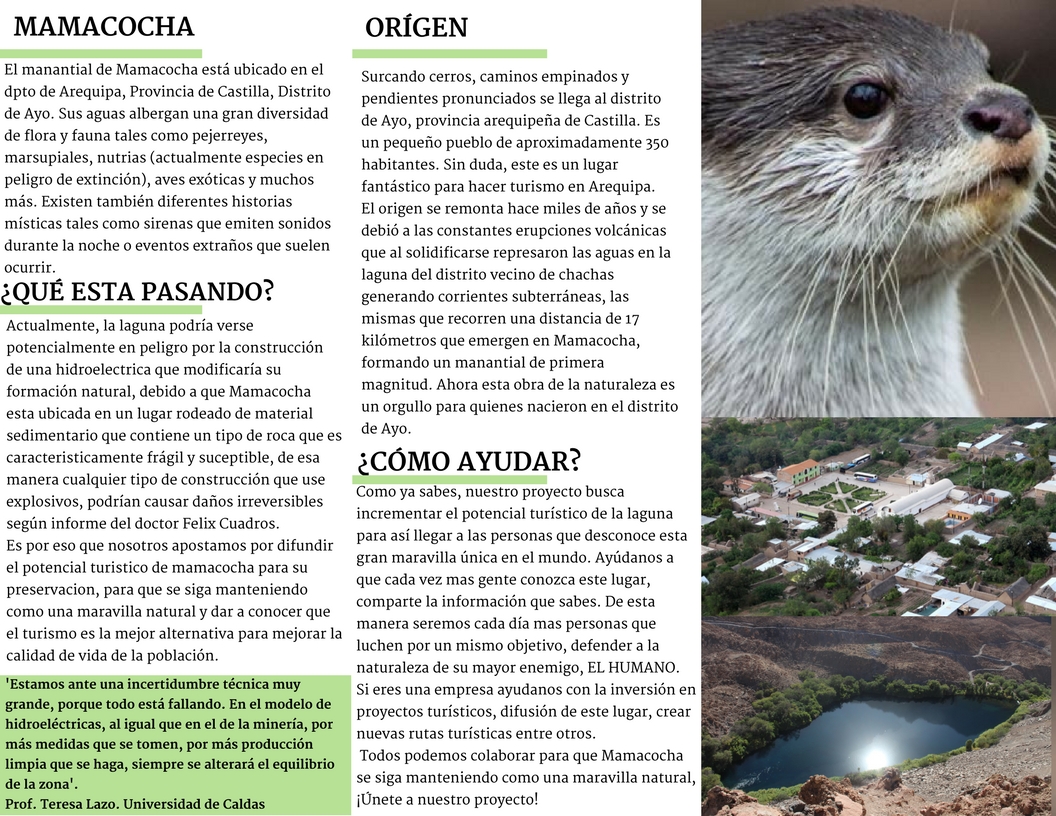 MAMACOCHA
El manantial de Mamacocha está ubicado en el
dpto de Arequipa, Provincia de Castilla, Distrito
de Ayo. Sus aguas albergan una gran diversidad
de flora y fauna tales como pejerreyes,
marsupiales, nutrias (actualmente especies en
peligro de extinción), aves exóticas y muchos
más. Existen también diferentes historias
místicas tales como sirenas que emiten sonidos
durante la noche o eventos extraños que suelen
ocurrir.
¿QUÉ ESTA PASANDO?
Actualmente, la laguna podría verse
potencialmente en peligro por la construcción
de una hidroelectrica que modificaría su
formación natural, debido a que Mamacocha
esta ubicada en un lugar rodeado de material
sedimentario que contiene un tipo de roca que es
caracteristicamente frágil y suceptible, de esa
manera cualquier tipo de construcción que use
explosivos, podrían causar daños irreversibles
según informe del doctor Felix Cuadros.
Es por eso que nosotros apostamos por difundir
el potencial turistico de mamacocha para su
preservacion, para que se siga manteniendo
como una maravilla natural y dar a conocer que
el turismo es la mejor alternativa para mejorar la
calidad de vida de la población.
'Estamos ante una incertidumbre técnica muy
grande, porque todo está fallando. En el modelo de
hidroeléctricas, al igual que en el de la minería, por
más medidas que se tomen, por más producción
limpia que se haga, siempre se alterará el equilibrio
de la zona'.
Prof. Teresa Lazo. Universidad de Caldas
ORÍGEN
Surcando cerros, caminos empinados y
pendientes pronunciados se llega al distrito
de Ayo, provincia arequipeña de Castilla. Es
un pequeño pueblo de aproximadamente 350
habitantes. Sin duda, este es un lugar
fantástico para hacer turismo en Arequipa.
El origen se remonta hace miles de años y se
debió a las constantes erupciones volcánicas
que al solidificarse represaron las aguas en la
laguna del distrito vecino de chachas
generando corrientes subterráneas, las
mismas que recorren una distancia de 17
kilómetros que emergen en Mamacocha,
formando un manantial de primera
magnitud. Ahora esta obra de la naturaleza es
un orgullo para quienes nacieron en el distrito
de Ayo.
¿CÓMO AYUDAR?
Como ya sabes, nuestro proyecto busca
incrementar el potencial turístico de la laguna
para así llegar a las personas que desconoce esta
gran maravilla única en el mundo. Ayúdanos a
que cada vez mas gente conozca este lugar,
comparte la información que sabes. De esta
manera seremos cada día mas personas que
luchen por un mismo objetivo, defender a la
naturaleza de su mayor enemigo, EL HUMANO.
Si eres una empresa ayudanos con la inversión en
proyectos turísticos, difusión de este lugar, crear
nuevas rutas turísticas entre otros.
Todos podemos colaborar para que Mamacocha
se siga manteniendo como una maravilla natural,
¡Únete a nuestro proyecto!